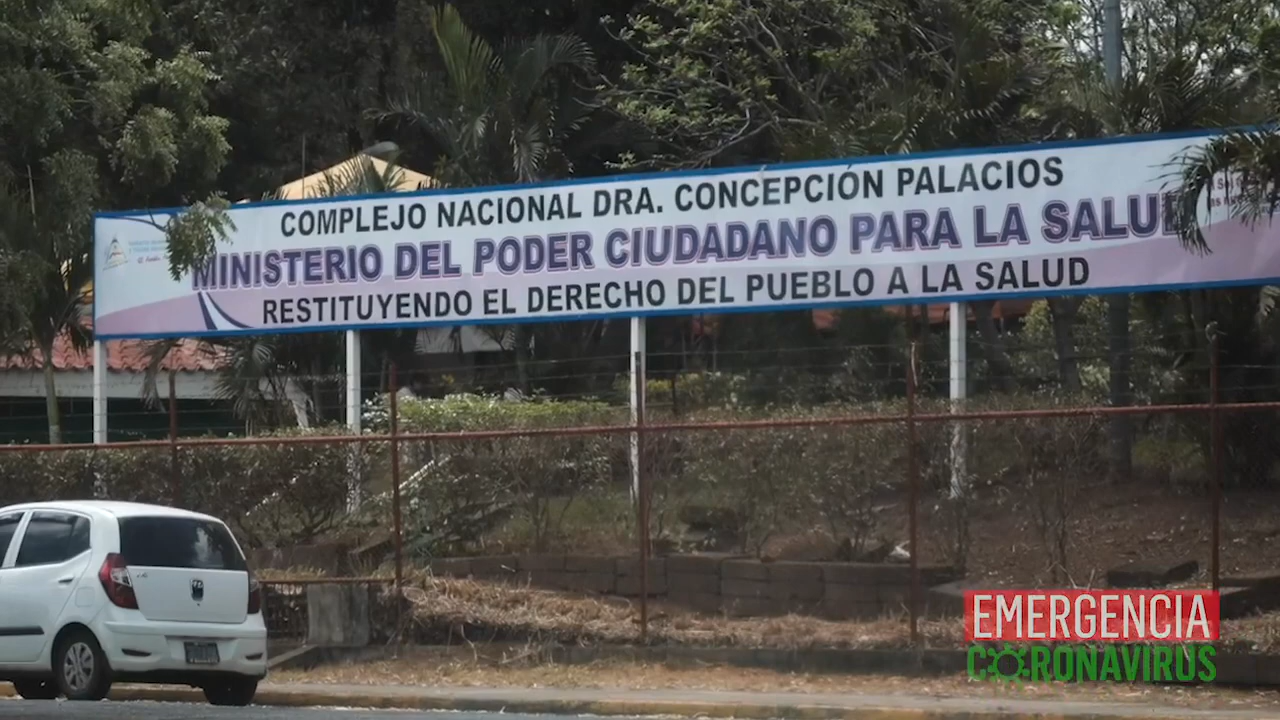 COMPLEJO NACIONAL DRA. CONCEPCIÓN PALACIOS
MINISTERIO DEL PODER CIUDADANO PARA LA SALUD
RESTITUYENDO EL DERECHO DEL PUEBLO A LA SALUD
EMERGENCIA
CORONAVIRUS